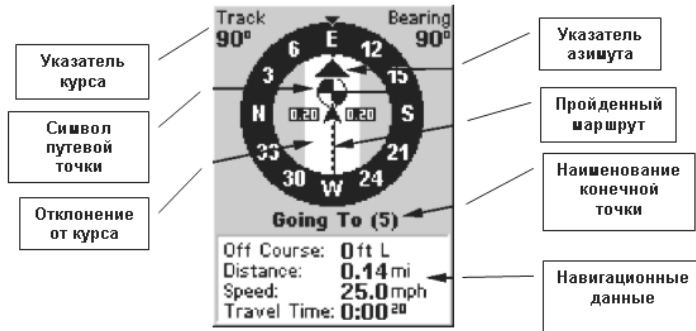 Track
90°
Bearing
90°
E
6
12
3
15
N
S
0.20
0.20
33
21
30
24
W
Going To (5)
Off Course: 0 ft L
Distance: 0.14 mi
Speed: 25.0 mph
Travel Time: 0:00 20
Указатель
курса
Символ
путевой
точки
Отклонение
от курса
Указатель
азимута
Пройденный
маршрут
Наименование
конечной
точки
Навигационные
данные